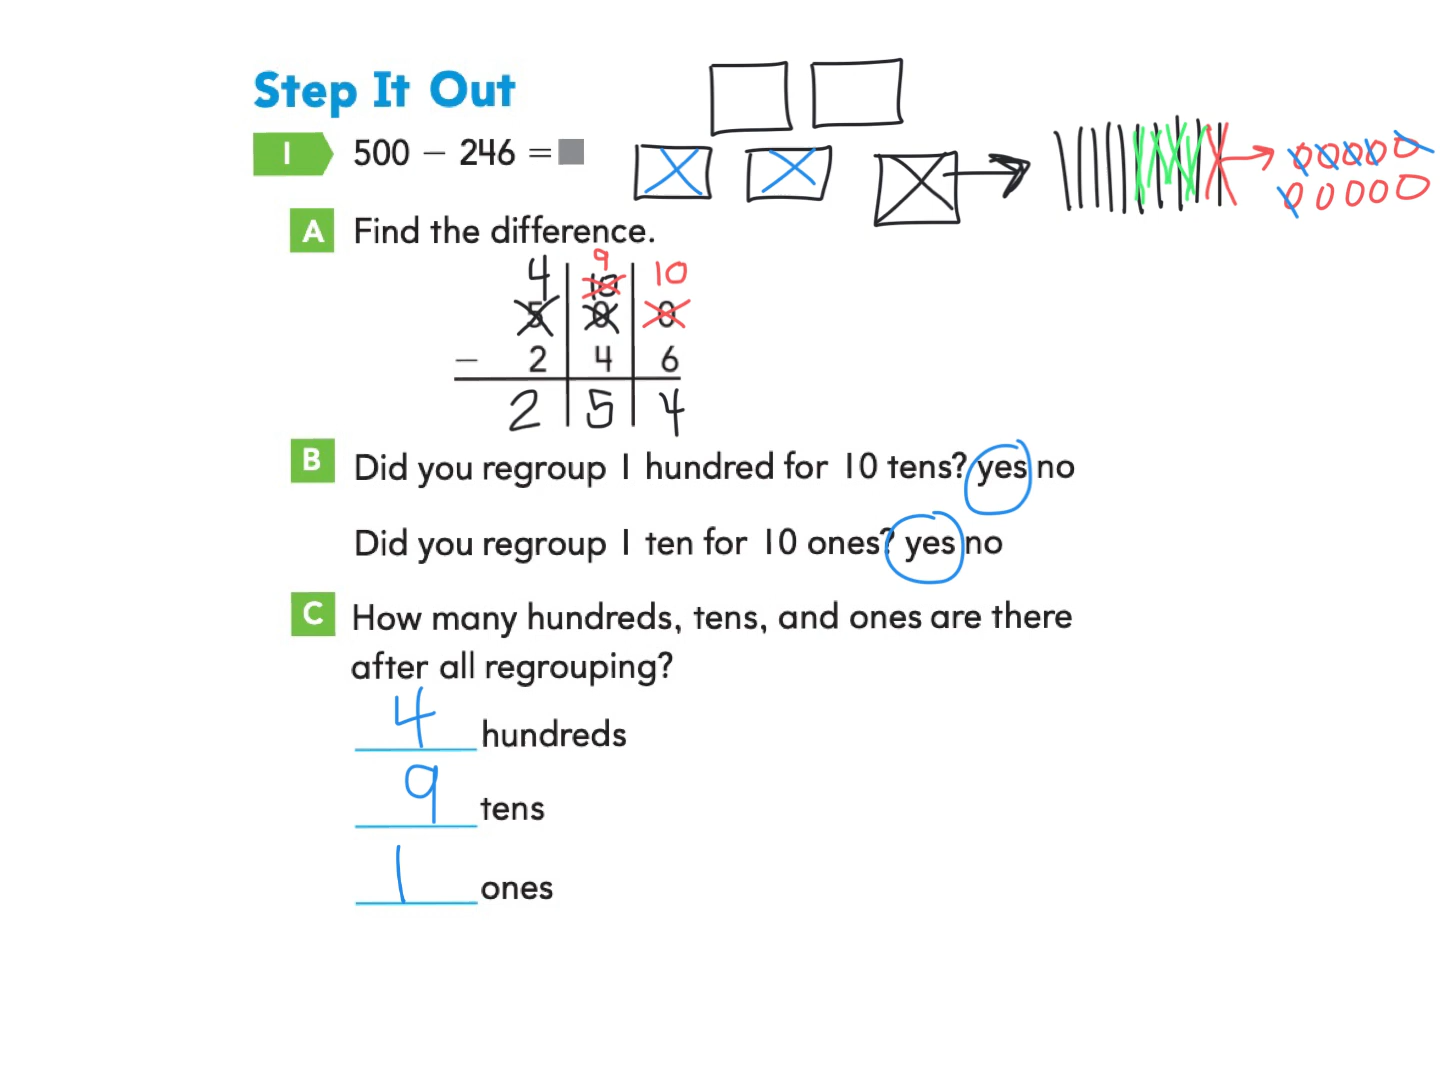 Step It Out
1 500 − 246 =
A Find the difference.
9
4 10 10
5 0 0
− 2 4 6
2 5 4
B Did you regroup 1 hundred for 10 tens? yes no
Did you regroup 1 ten for 10 ones? yes no
C How many hundreds, tens, and ones are there
after all regrouping?
4 hundreds
9 tens
1 ones